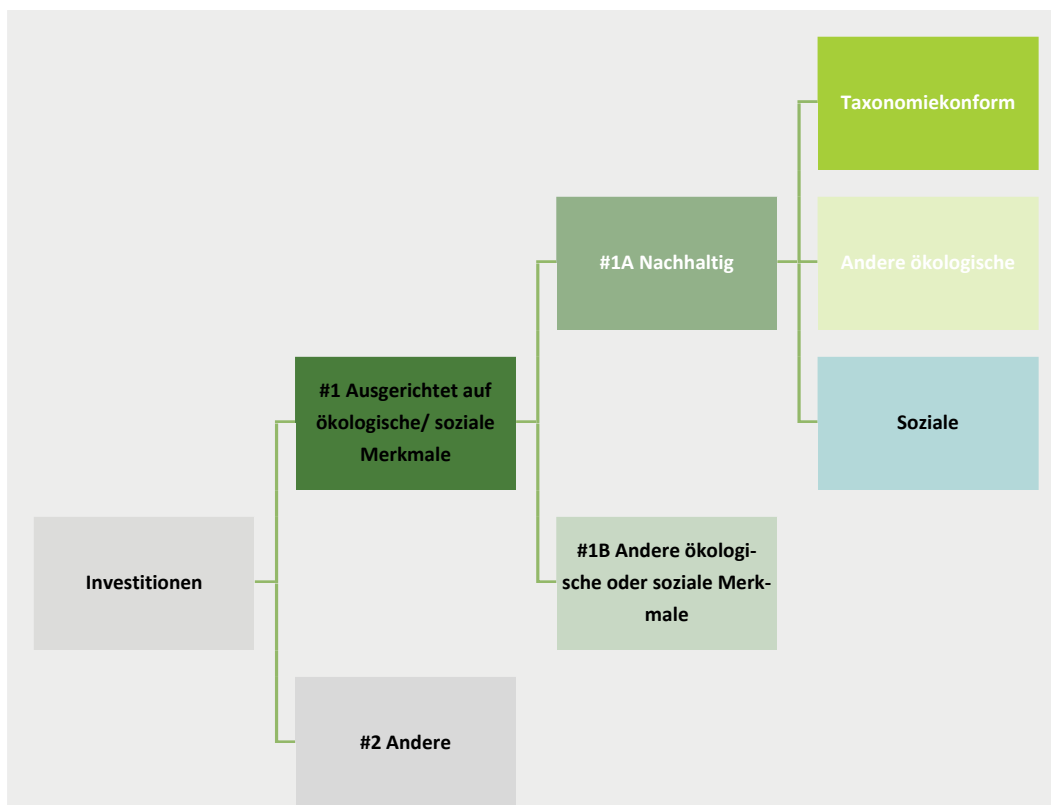 Taxonomiekonform
#1A Nachhaltig
Andere ökologische
#1 Ausgerichtet auf
ökologische/ soziale
Merkmale
Soziale
Investitionen
#1B Andere ökologi-
sche oder soziale Merk-
male
#2 Andere